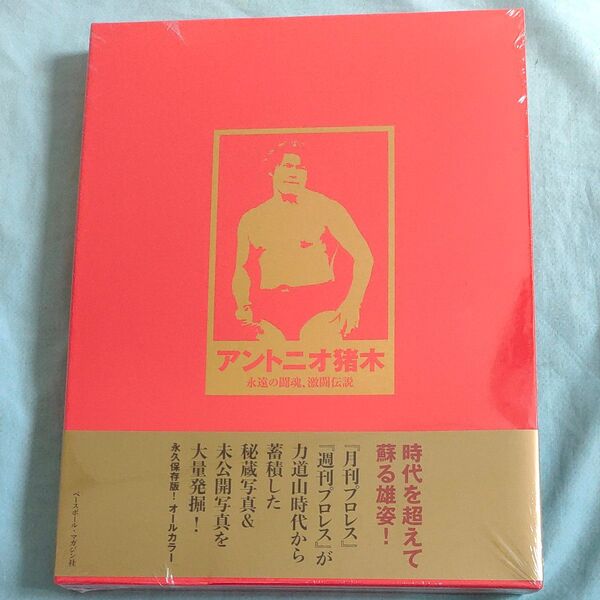 アントニオ猪木
永遠の闘魂、激闘伝説
時代を超えて
蘇る雄姿！
『月刊プロレス』
『週刊プロレス』が
力道山時代から
蓄積した
秘蔵写真&
未公開写真を
大量発掘！
永久保存版！オールカラー
ベースボール・マガジン社